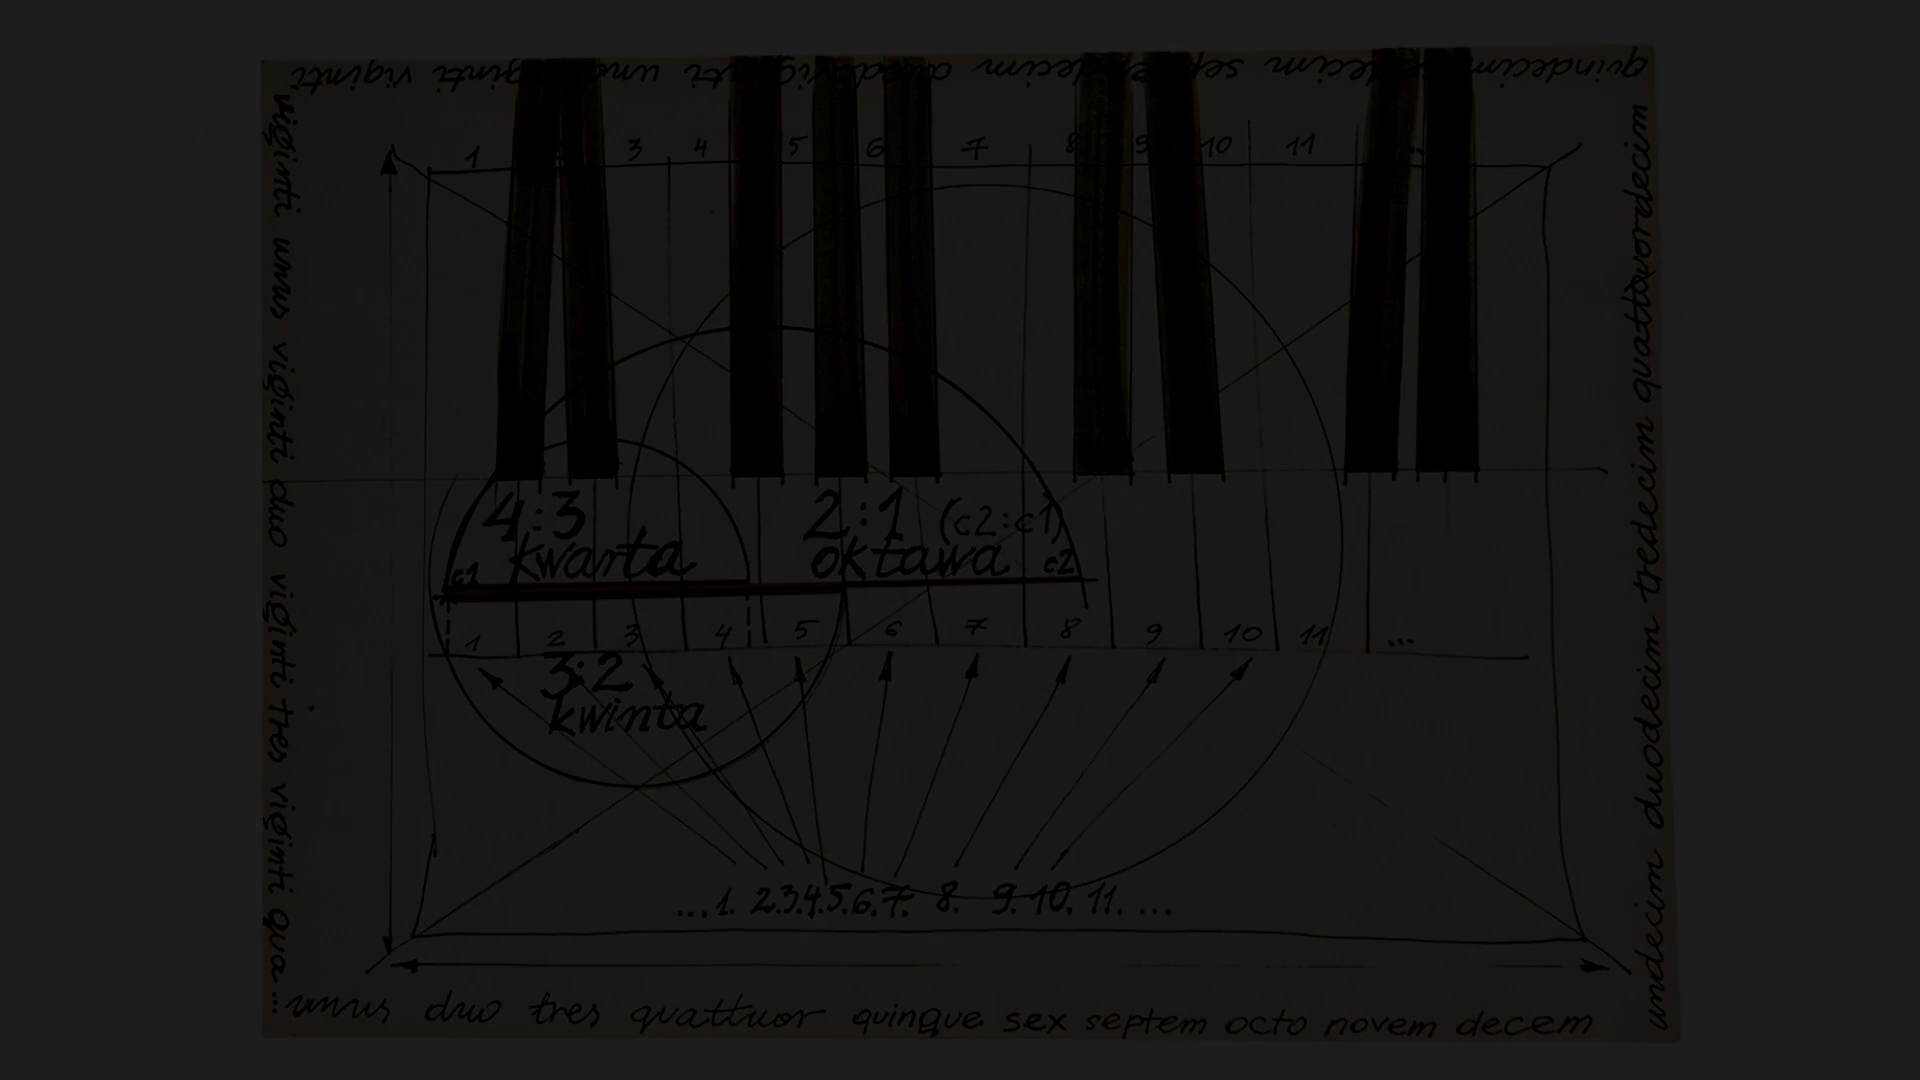 quindecim sedecim septemdecim duodeviginti undeviginti viginti
viginti unus viginti duo viginti tres viginti qua...
1 3 4 5 6 7 8 9 10 11
4:3
kwarta
2:1 (c2:c1)
oktawa
c1 c2
1 2 3 4 5 6 7 8 9 10 11 ...
3:2
kwinta
...1. 2.3.4.5.6.7. 8. 9. 10. 11. ...
unus duo tres quattuor quinque sex septem octo novem decem
undecim duodecim tredecim quattuordecim